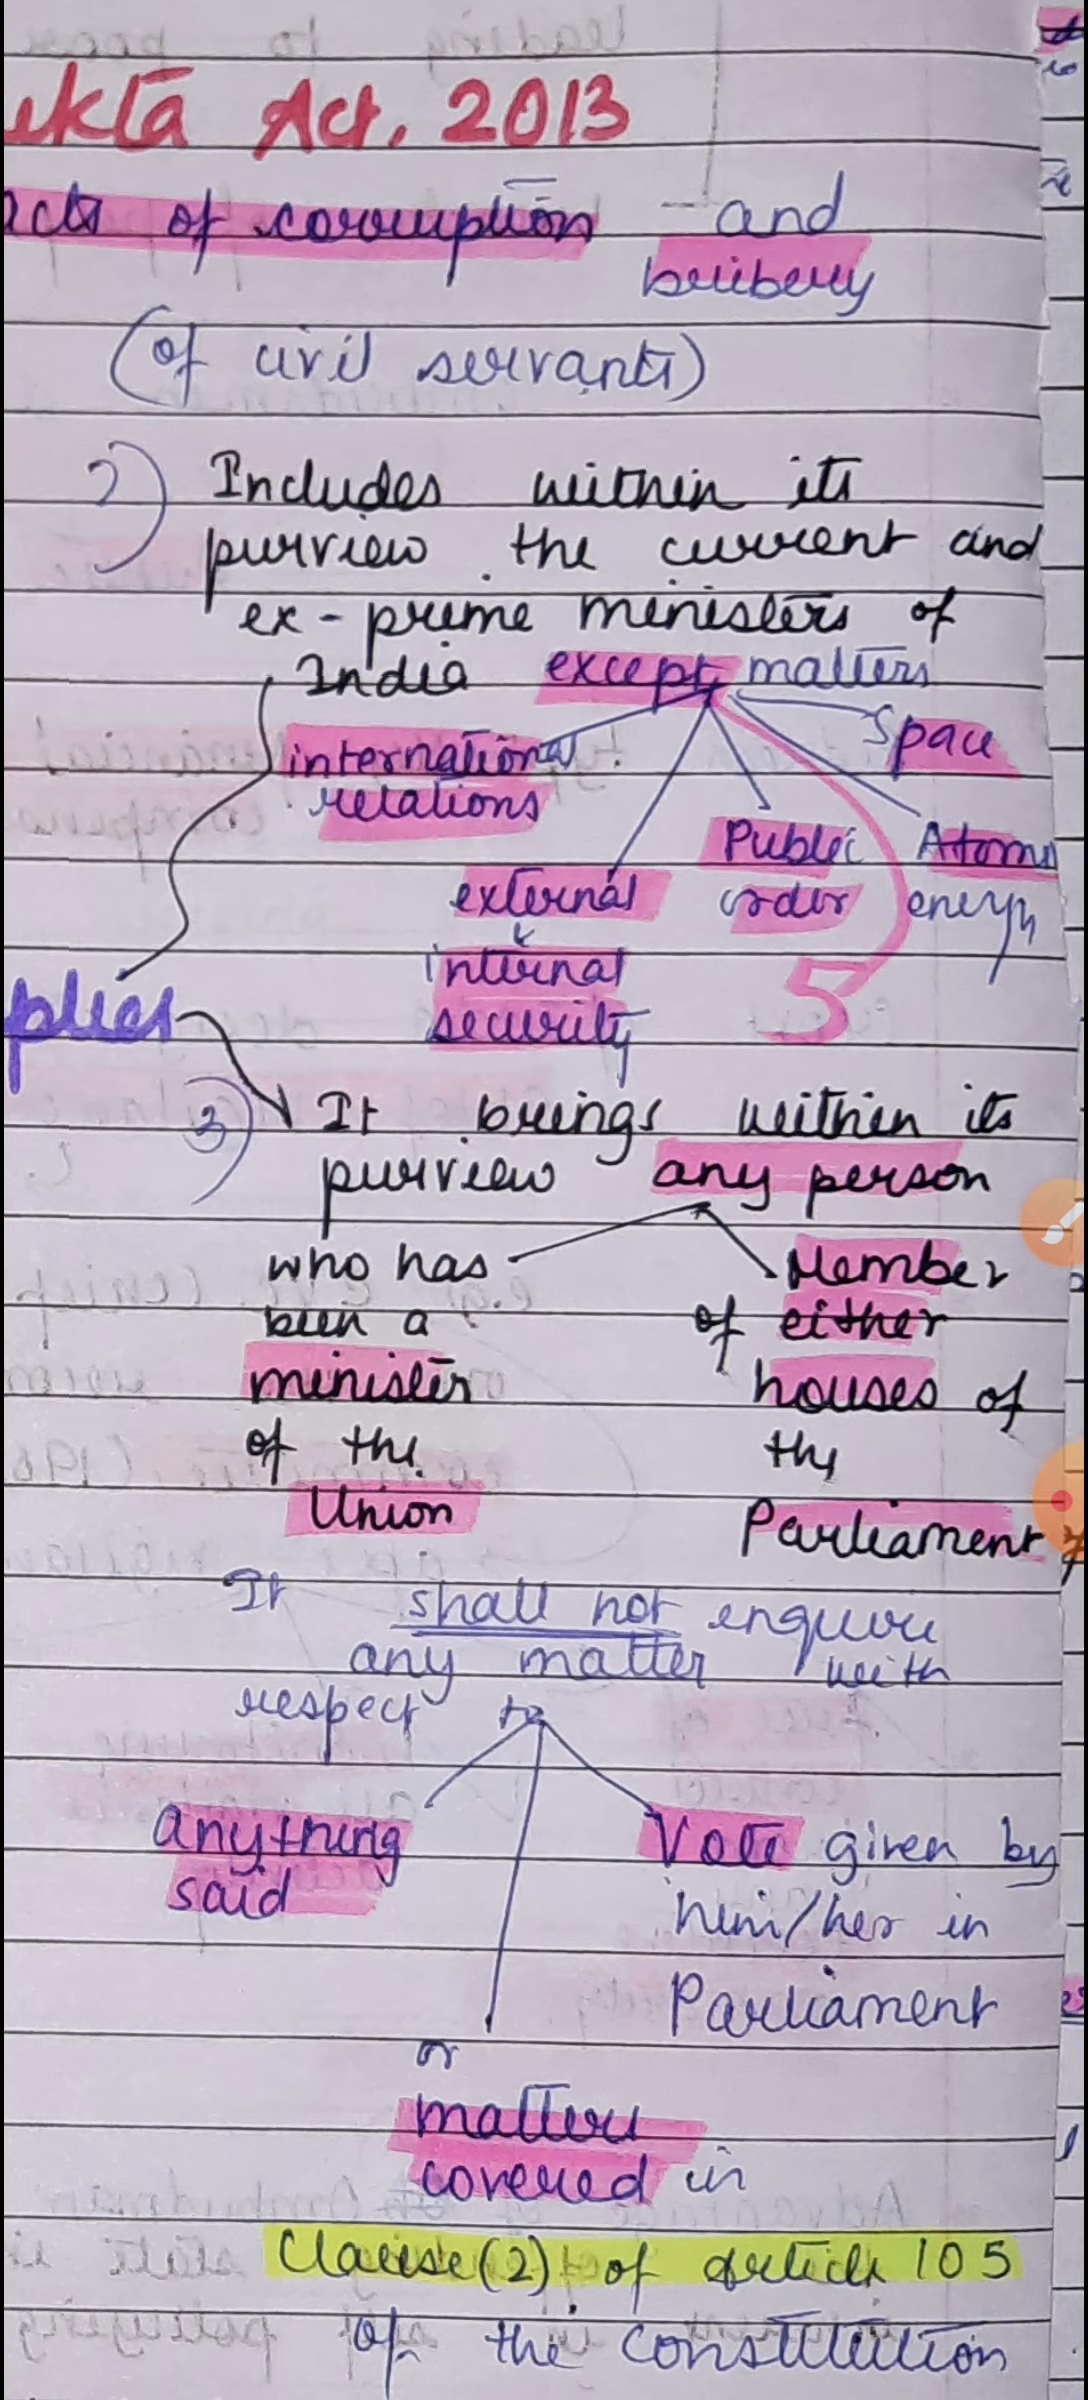 ukta Act, 2013
acts of corruption - and
bribery
(of civil servants)
2) Includes within its
purview the current and
ex-prime ministers of
India except matters
Space
international
relations
Public Atomic
order energy
external
&
internal
security
5
plies
3) It brings within its
purview any person
who has
been a
minister
of the
Union
Member
of either
houses of
the
Parliament
It shall not enquire
any matter with
respect to
anything
said
Vote given by
him/her in
Parliament
or
matters
covered in
Clause (2) of Article 105
of the Constitution